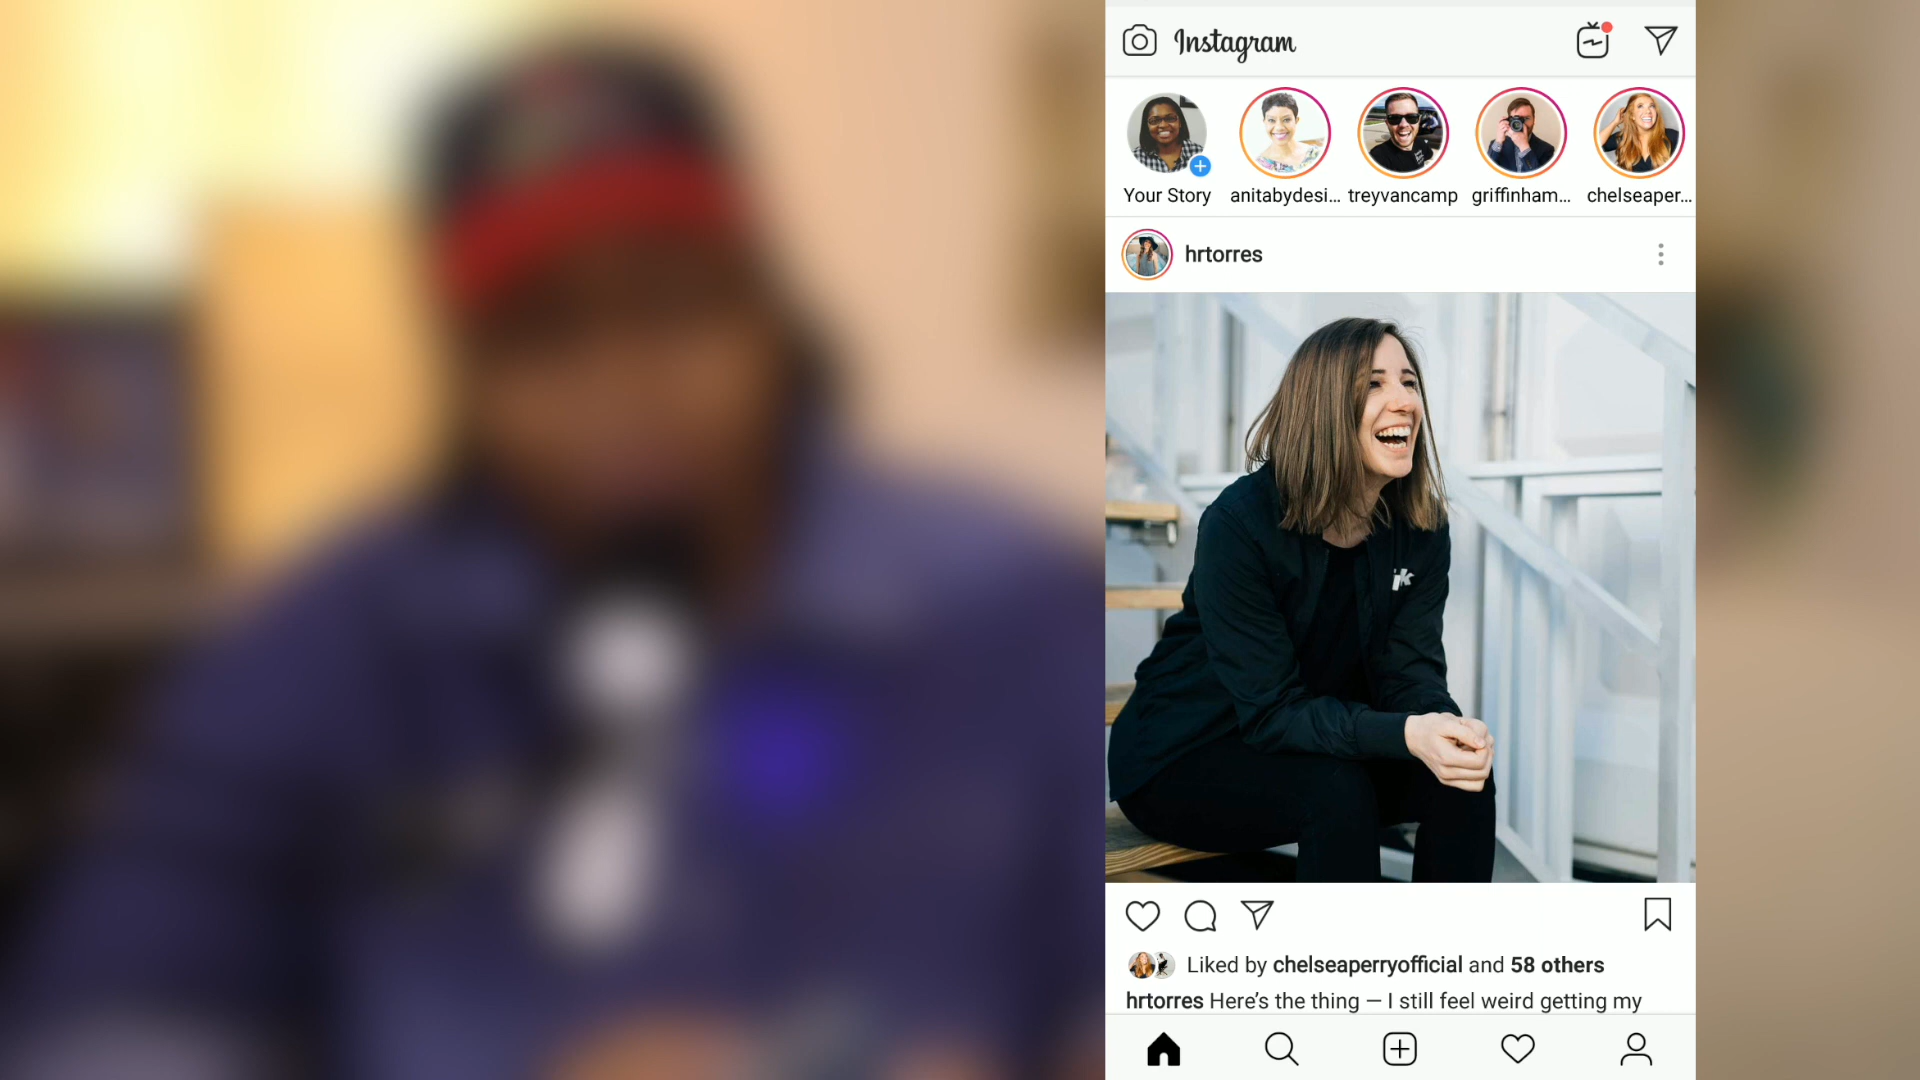 Instagram
Your Story anitabydesi... treyvancamp griffinham... chelseaper...
hrtorres
k
Liked by chelseaperryofficial and 58 others
hrtorres Here's the thing — I still feel weird getting my